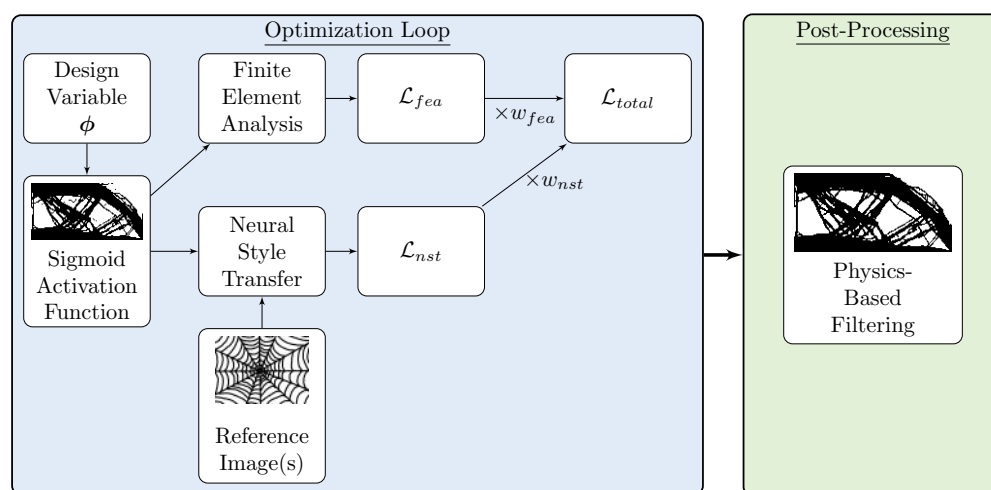 Optimization Loop
Design
Variable
ϕ
Finite
Element
Analysis
ℒ_fea
×w_fea
ℒ_total
Sigmoid
Activation
Function
Neural
Style
Transfer
ℒ_nst
×w_nst
Reference
Image(s)
Post-Processing
Physics-
Based
Filtering